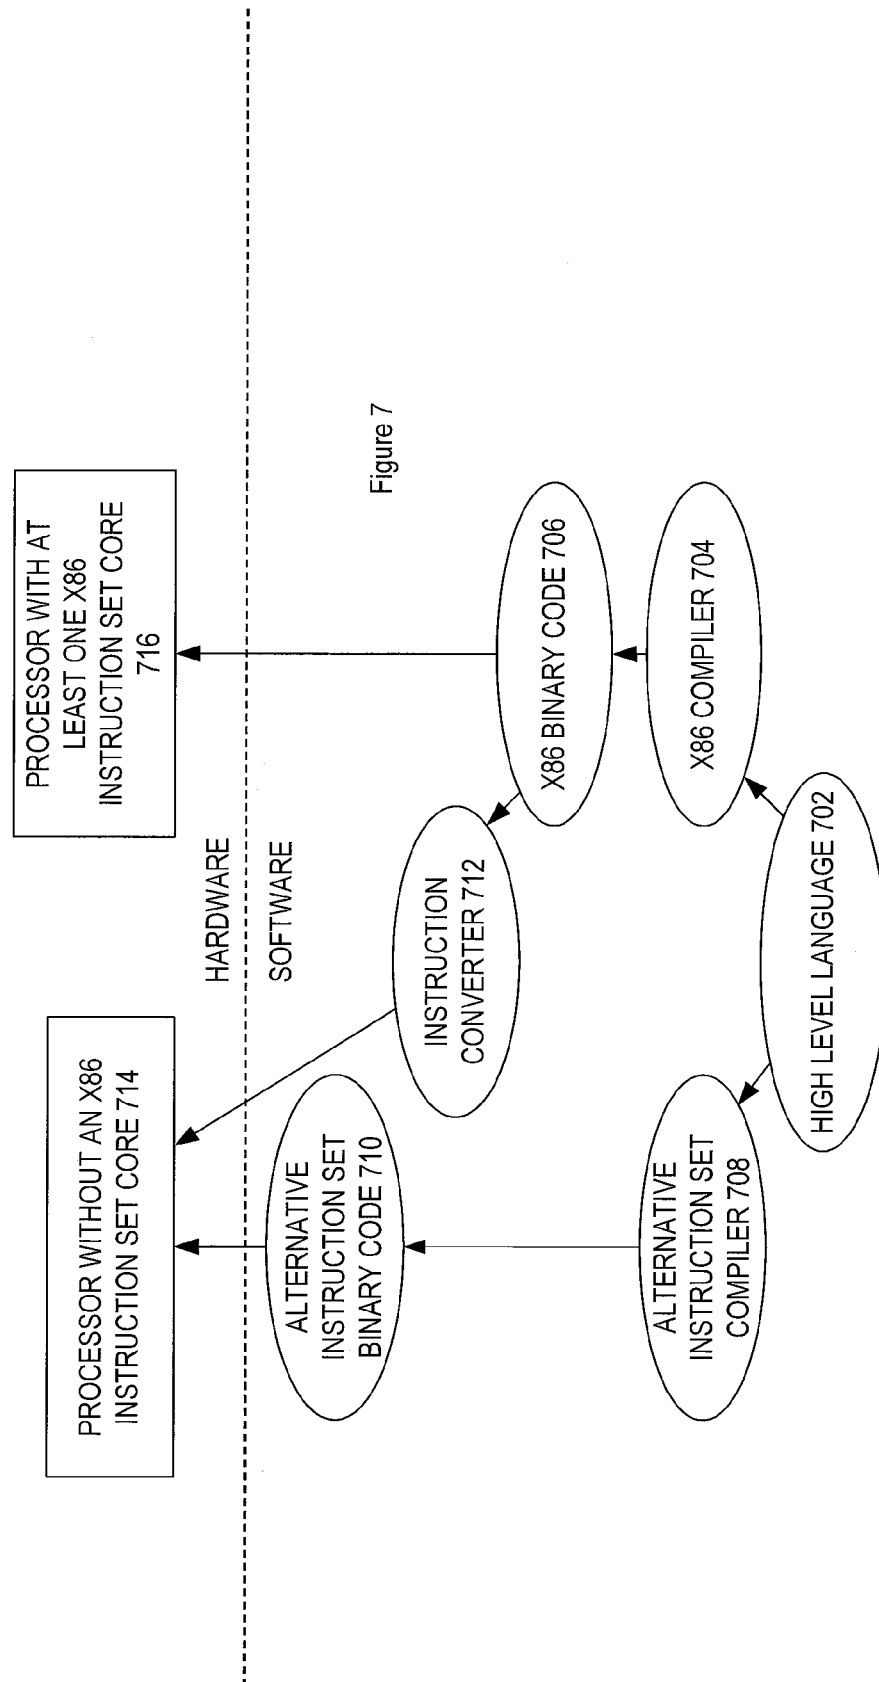 PROCESSOR WITHOUT AN X86
INSTRUCTION SET CORE 714
PROCESSOR WITH AT
LEAST ONE X86
INSTRUCTION SET CORE
716
HARDWARE
SOFTWARE
ALTERNATIVE
INSTRUCTION SET
BINARY CODE 710
INSTRUCTION
CONVERTER 712
Figure 7
X86 BINARY CODE 706
ALTERNATIVE
INSTRUCTION SET
COMPILER 708
X86 COMPILER 704
HIGH LEVEL LANGUAGE 702